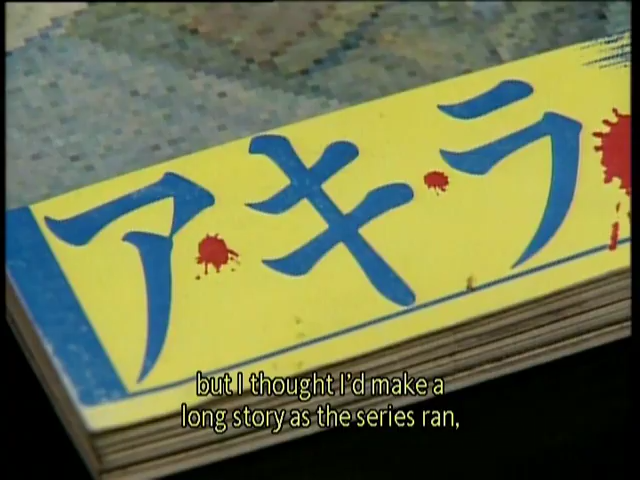 アキラ
but I thought I'd make a
long story as the series ran,